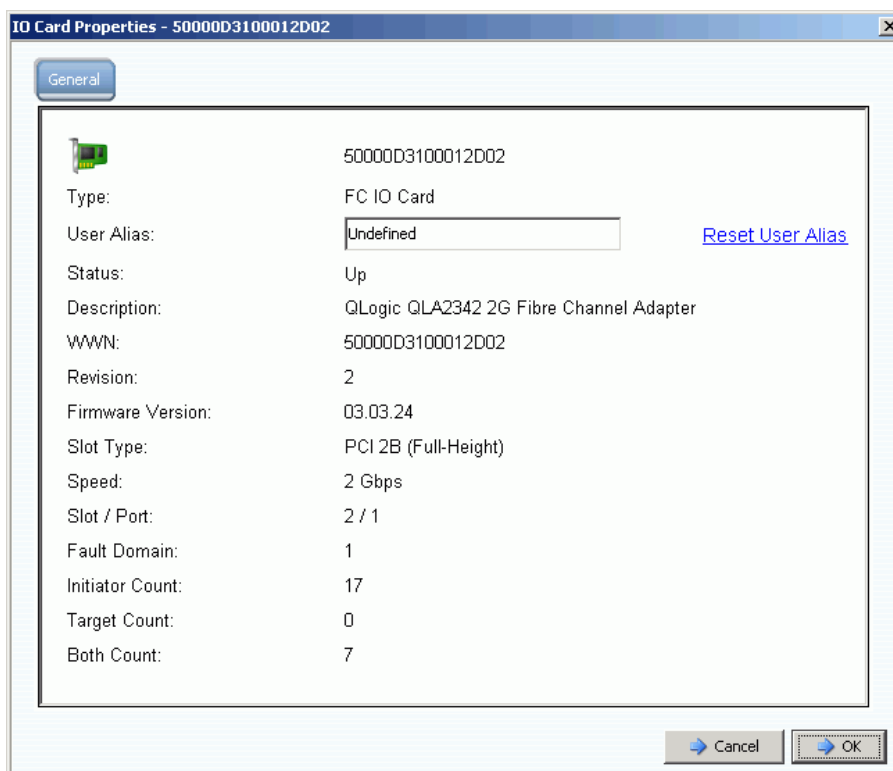 IO Card Properties - 50000D3100012D02
General
50000D3100012D02
Type: FC IO Card
User Alias: Undefined Reset User Alias
Status: Up
Description: QLogic QLA2342 2G Fibre Channel Adapter
WWN: 50000D3100012D02
Revision: 2
Firmware Version: 03.03.24
Slot Type: PCI 2B (Full-Height)
Speed: 2 Gbps
Slot / Port: 2 / 1
Fault Domain: 1
Initiator Count: 17
Target Count: 0
Both Count: 7
Cancel OK